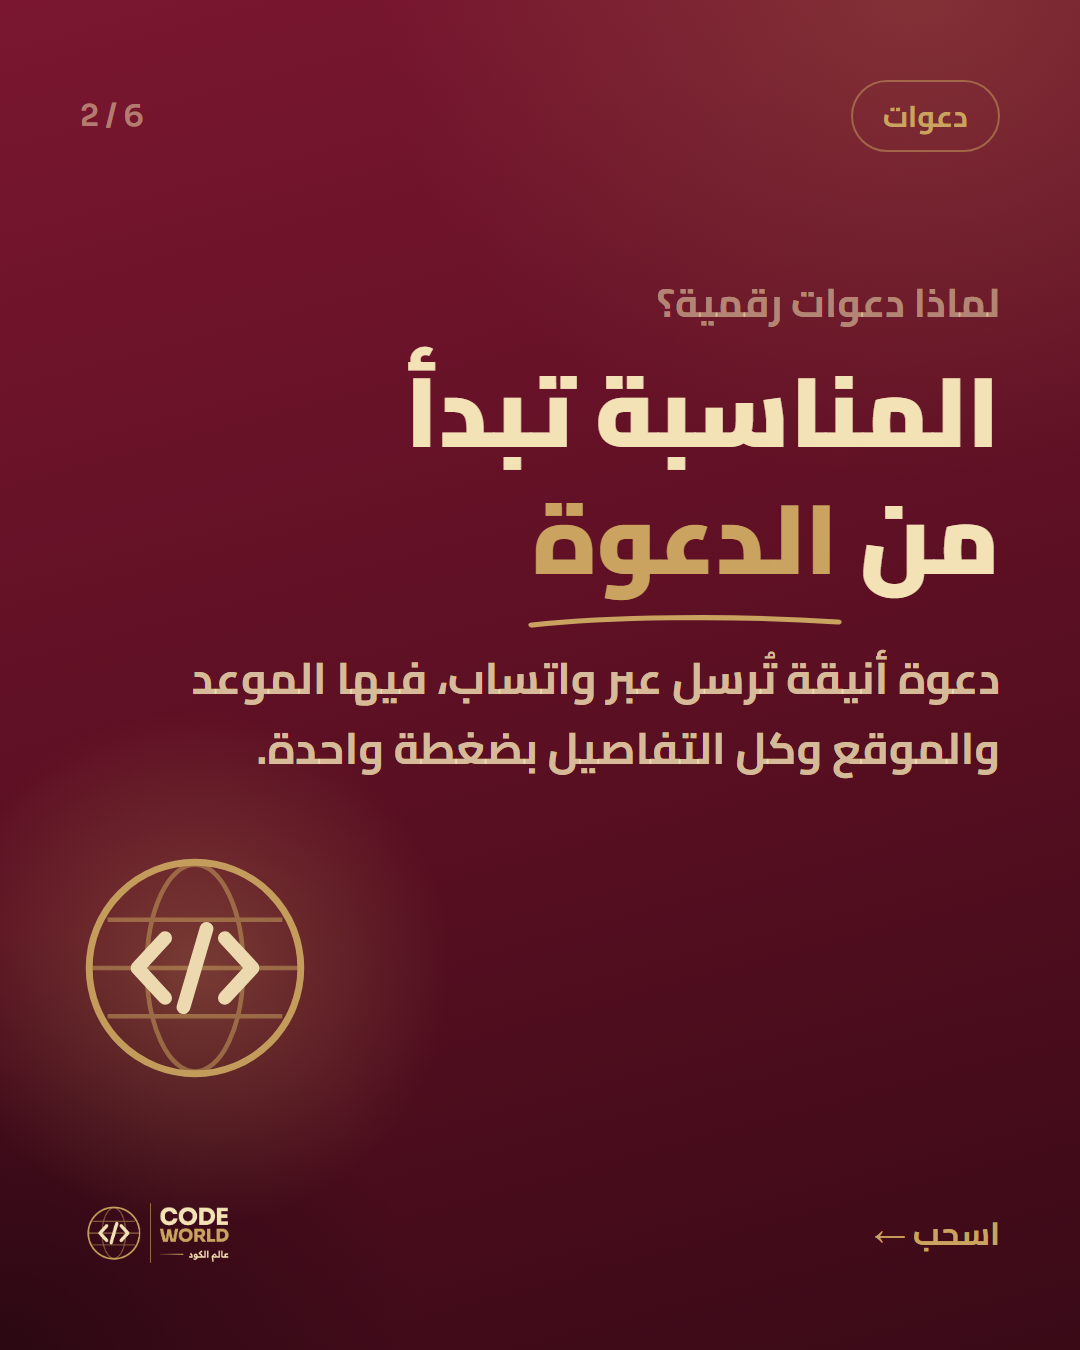 دعوات
2 / 6
لماذا دعوات رقمية؟
المناسبة تبدأ
من الدعوة
دعوة أنيقة تُرسل عبر واتساب، فيها الموعد
والموقع وكل التفاصيل بضغطة واحدة.
</>
اسحب ←
</>
CODE
WORLD
عالم الكود